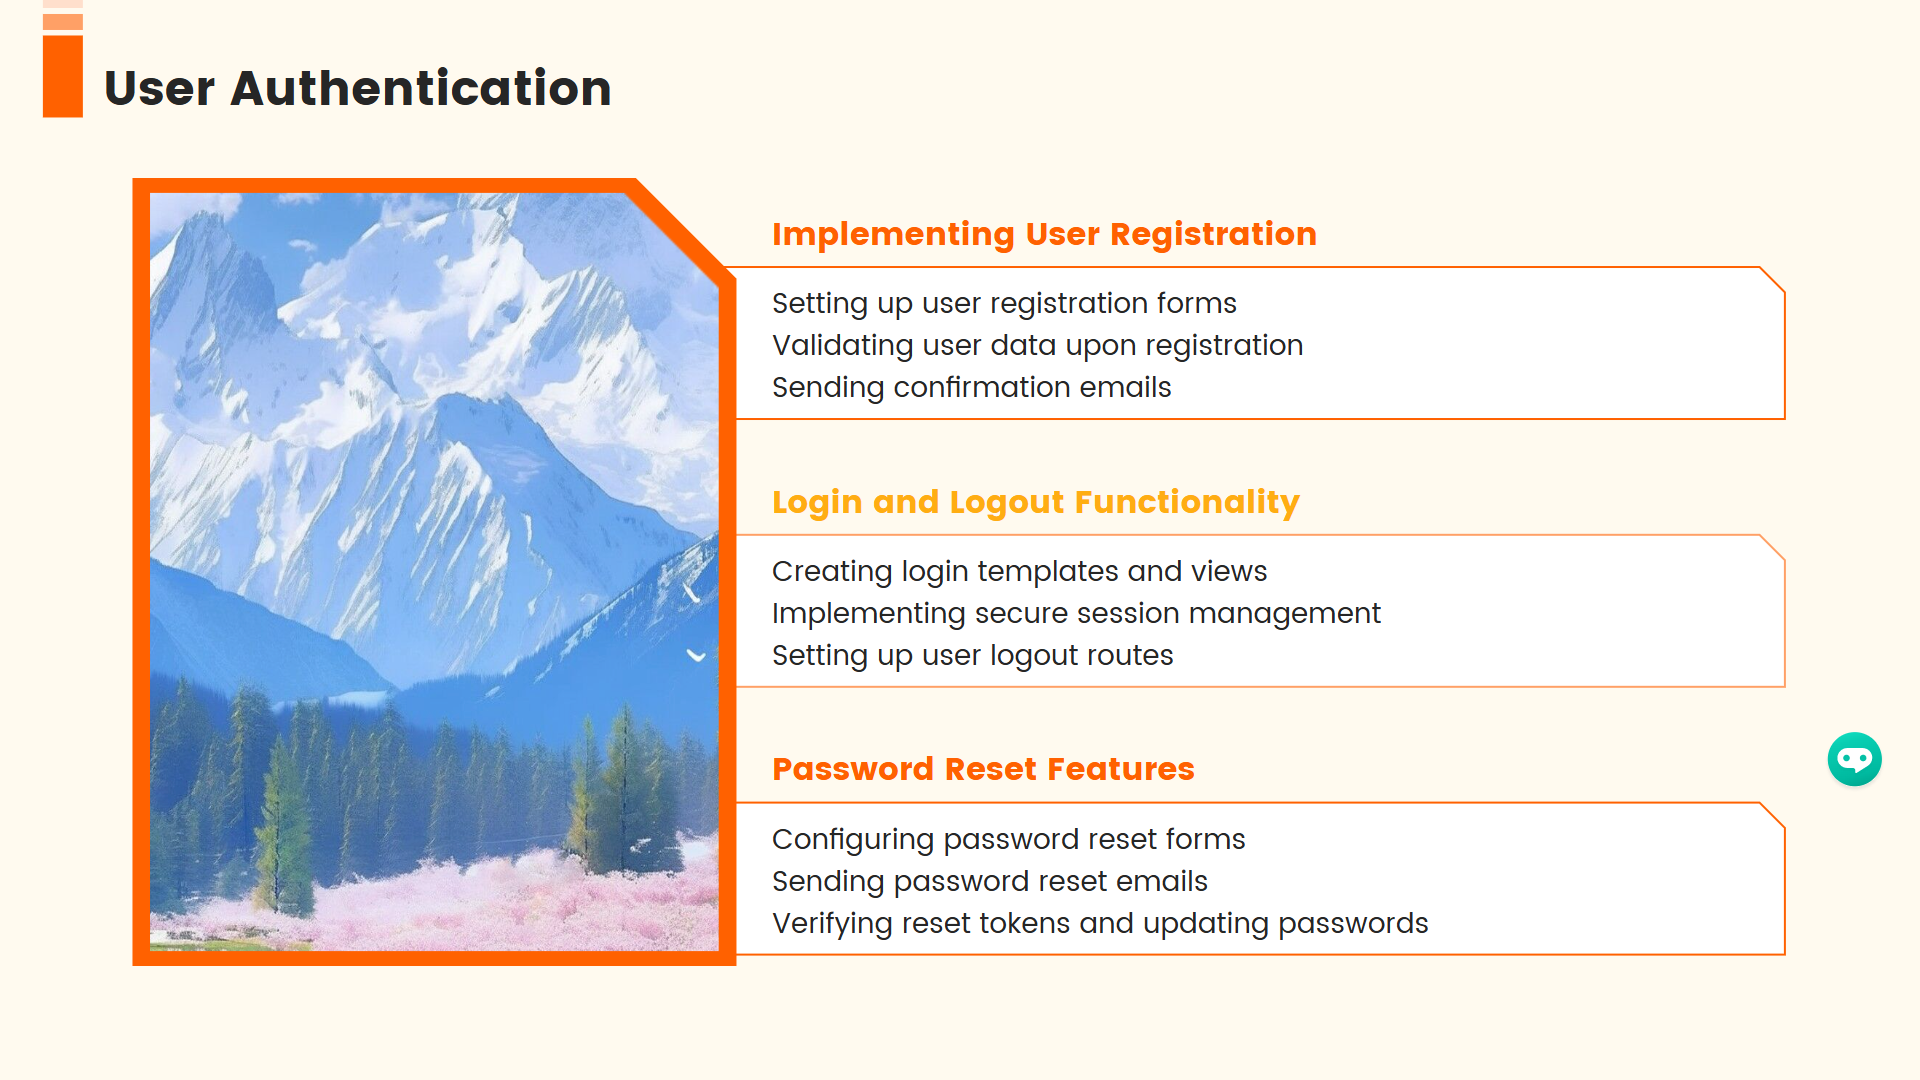 User Authentication
Implementing User Registration
Setting up user registration forms
Validating user data upon registration
Sending confirmation emails
Login and Logout Functionality
Creating login templates and views
Implementing secure session management
Setting up user logout routes
Password Reset Features
Configuring password reset forms
Sending password reset emails
Verifying reset tokens and updating passwords